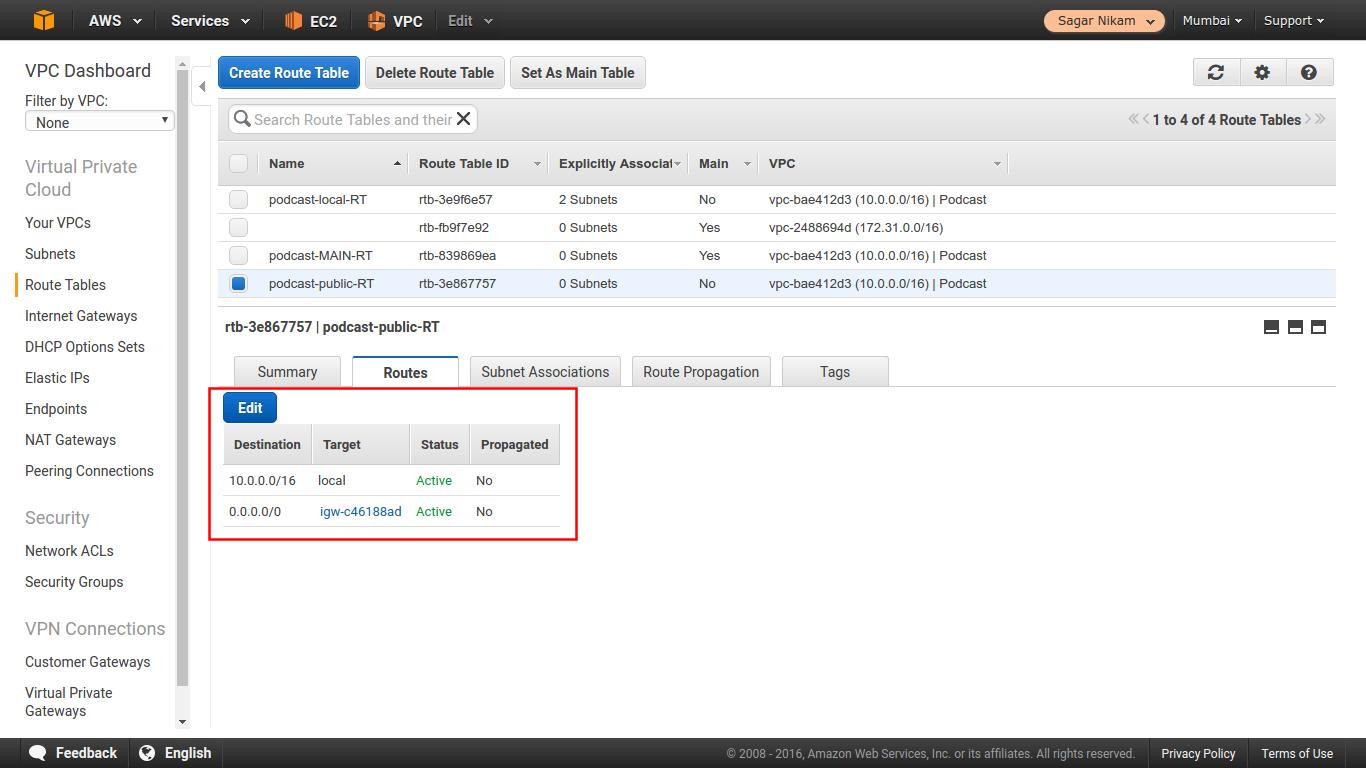 AWS Services EC2 VPC Edit Sagar Nikam Mumbai Support
VPC Dashboard
Filter by VPC:
None
Virtual Private
Cloud
Your VPCs
Subnets
Route Tables
Internet Gateways
DHCP Options Sets
Elastic IPs
Endpoints
NAT Gateways
Peering Connections
Security
Network ACLs
Security Groups
VPN Connections
Customer Gateways
Virtual Private
Gateways
Create Route Table Delete Route Table Set As Main Table
Search Route Tables and their
1 to 4 of 4 Route Tables
Name Route Table ID Explicitly Associat Main VPC
podcast-local-RT rtb-3e9f6e57 2 Subnets No vpc-bae412d3 (10.0.0.0/16) | Podcast
rtb-fb9f7e92 0 Subnets Yes vpc-2488694d (172.31.0.0/16)
podcast-MAIN-RT rtb-839869ea 0 Subnets Yes vpc-bae412d3 (10.0.0.0/16) | Podcast
podcast-public-RT rtb-3e867757 0 Subnets No vpc-bae412d3 (10.0.0.0/16) | Podcast
rtb-3e867757 | podcast-public-RT
Summary Routes Subnet Associations Route Propagation Tags
Edit
Destination Target Status Propagated
10.0.0.0/16 local Active No
0.0.0.0/0 igw-c46188ad Active No
Feedback English © 2008 - 2016, Amazon Web Services, Inc. or its affiliates. All rights reserved. Privacy Policy Terms of Use